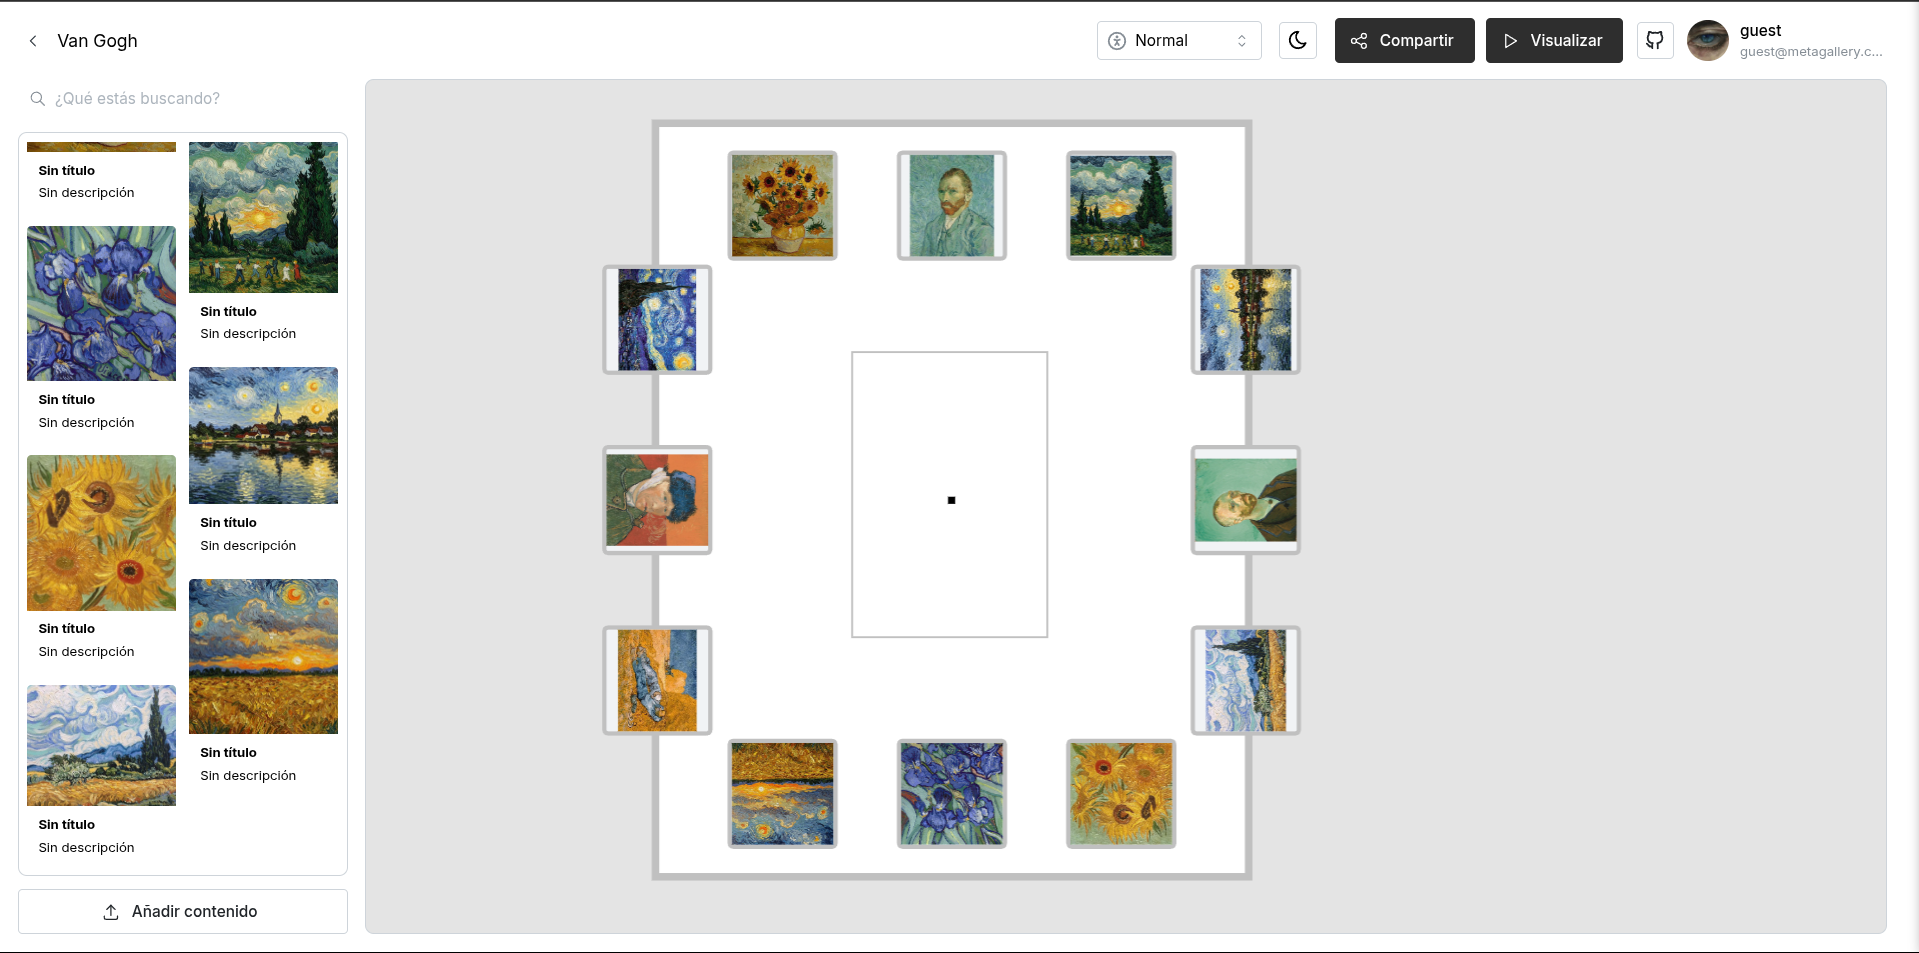 Van Gogh
Normal
Compartir
Visualizar
guest
guest@metagallery.c...
¿Qué estás buscando?
Sin título
Sin descripción
Sin título
Sin descripción
Sin título
Sin descripción
Sin título
Sin descripción
Sin título
Sin descripción
Sin título
Sin descripción
Sin título
Sin descripción
Añadir contenido